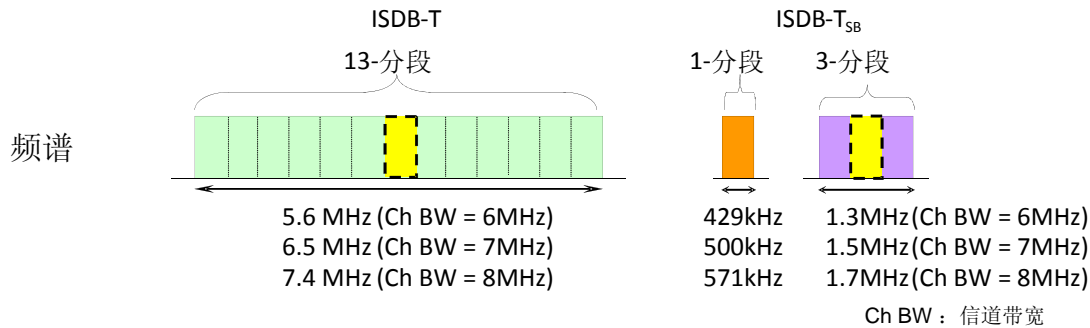 ISDB-T ISDB-TSB
13-分段 1-分段 3-分段
频谱
5.6 MHz (Ch BW = 6MHz) 429kHz 1.3MHz(Ch BW = 6MHz)
6.5 MHz (Ch BW = 7MHz) 500kHz 1.5MHz(Ch BW = 7MHz)
7.4 MHz (Ch BW = 8MHz) 571kHz 1.7MHz(Ch BW = 8MHz)
Ch BW ：信道带宽